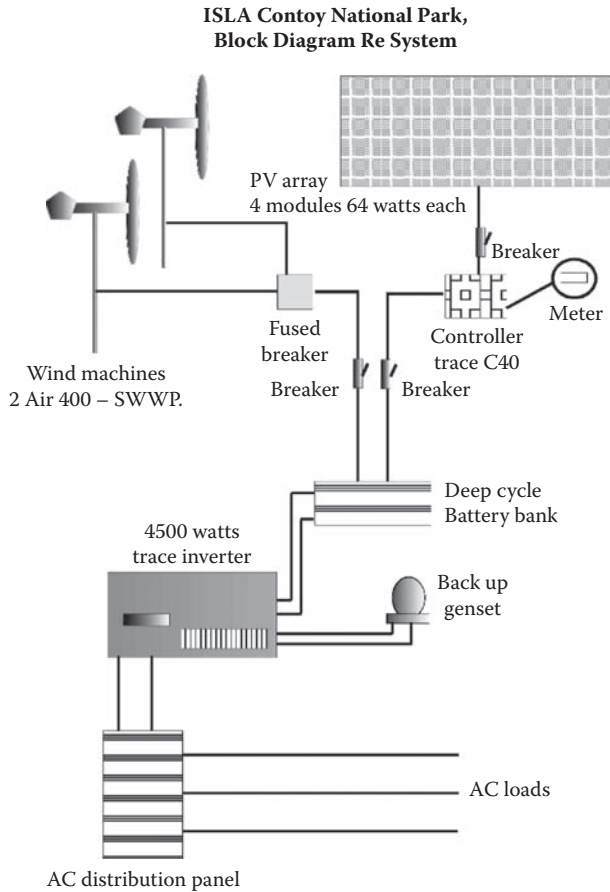 ISLA Contoy National Park,
Block Diagram Re System
PV array
4 modules 64 watts each
Breaker
Meter
Controller
trace C40
Fused
breaker
Wind machines
2 Air 400 – SWWP.
Breaker
Breaker
Deep cycle
Battery bank
4500 watts
trace inverter
Back up
genset
AC loads
AC distribution panel